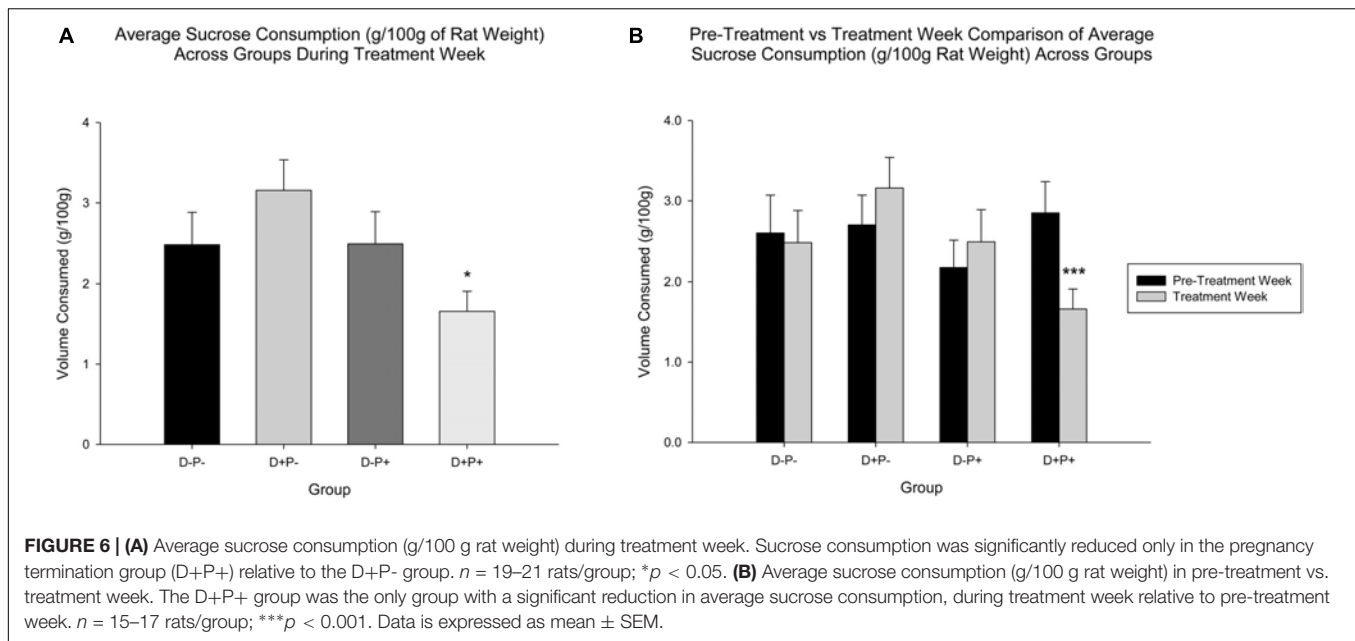 A
Average Sucrose Consumption (g/100g of Rat Weight)
Across Groups During Treatment Week
Volume Consumed (g/100g)
4
3
2
1
0
*
D-P-
D+P-
D-P+
D+P+
Group
B
Pre-Treatment vs Treatment Week Comparison of Average
Sucrose Consumption (g/100g Rat Weight) Across Groups
Volume Consumed (g/100g)
4.0
3.0
2.0
1.0
0.0
***
D-P-
D+P-
D-P+
D+P+
Group
Pre-Treatment Week
Treatment Week
FIGURE 6 | (A) Average sucrose consumption (g/100 g rat weight) during treatment week. Sucrose consumption was significantly reduced only in the pregnancy
termination group (D+P+) relative to the D+P- group. n = 19–21 rats/group; *p < 0.05. (B) Average sucrose consumption (g/100 g rat weight) in pre-treatment vs.
treatment week. The D+P+ group was the only group with a significant reduction in average sucrose consumption, during treatment week relative to pre-treatment
week. n = 15–17 rats/group; ***p < 0.001. Data is expressed as mean ± SEM.